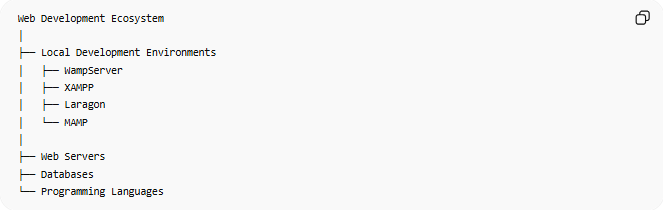 Web Development Ecosystem
│
├── Local Development Environments
│   ├── WampServer
│   ├── XAMPP
│   ├── Laragon
│   └── MAMP
│
├── Web Servers
├── Databases
└── Programming Languages